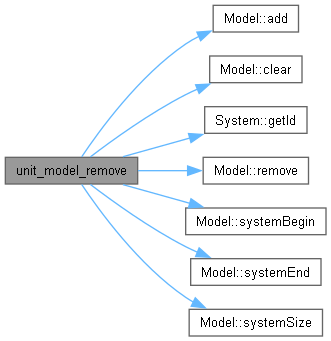 Model::add
Model::clear
System::getId
unit_model_remove
Model::remove
Model::systemBegin
Model::systemEnd
Model::systemSize